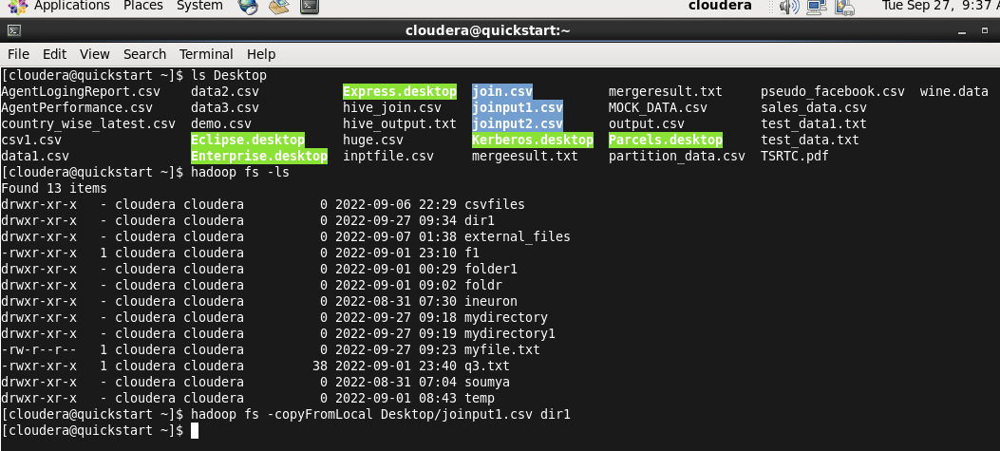 Applications Places System cloudera Tue Sep 27, 9:37 A
cloudera@quickstart:~
File Edit View Search Terminal Help
[cloudera@quickstart ~]$ ls Desktop
AgentLogingReport.csv data2.csv Express.desktop join.csv mergeresult.txt pseudo_facebook.csv wine.data
AgentPerformance.csv data3.csv hive_join.csv joinput1.csv MOCK_DATA.csv sales_data.csv
country_wise_latest.csv demo.csv hive_output.txt joinput2.csv output.csv test_data1.txt
csv1.csv Eclipse.desktop huge.csv Kerberos.desktop Parcels.desktop test_data.txt
data1.csv Enterprise.desktop inptfile.csv mergeesult.txt partition_data.csv TSRTC.pdf
[cloudera@quickstart ~]$ hadoop fs -ls
Found 13 items
drwxr-xr-x - cloudera cloudera 0 2022-09-06 22:29 csvfiles
drwxr-xr-x - cloudera cloudera 0 2022-09-27 09:34 dir1
drwxr-xr-x - cloudera cloudera 0 2022-09-07 01:38 external_files
-rwxr-xr-x 1 cloudera cloudera 0 2022-09-01 23:10 f1
drwxr-xr-x - cloudera cloudera 0 2022-09-01 00:29 folder1
drwxr-xr-x - cloudera cloudera 0 2022-09-01 09:02 foldr
drwxr-xr-x - cloudera cloudera 0 2022-08-31 07:30 ineuron
drwxr-xr-x - cloudera cloudera 0 2022-09-27 09:18 mydirectory
drwxr-xr-x - cloudera cloudera 0 2022-09-27 09:19 mydirectory1
-rw-r--r-- 1 cloudera cloudera 0 2022-09-27 09:23 myfile.txt
-rwxr-xr-x 1 cloudera cloudera 38 2022-09-01 23:40 q3.txt
drwxr-xr-x - cloudera cloudera 0 2022-08-31 07:04 soumya
drwxr-xr-x - cloudera cloudera 0 2022-09-01 08:43 temp
[cloudera@quickstart ~]$ hadoop fs -copyFromLocal Desktop/joinput1.csv dir1
[cloudera@quickstart ~]$